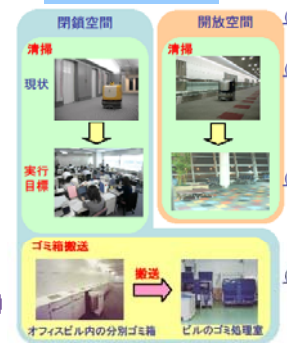 閉鎖空間
開放空間
清掃
清掃
現状
実行
目標
ゴミ箱搬送
搬送
オフィスビル内の分別ゴミ箱
ビルのゴミ処理室